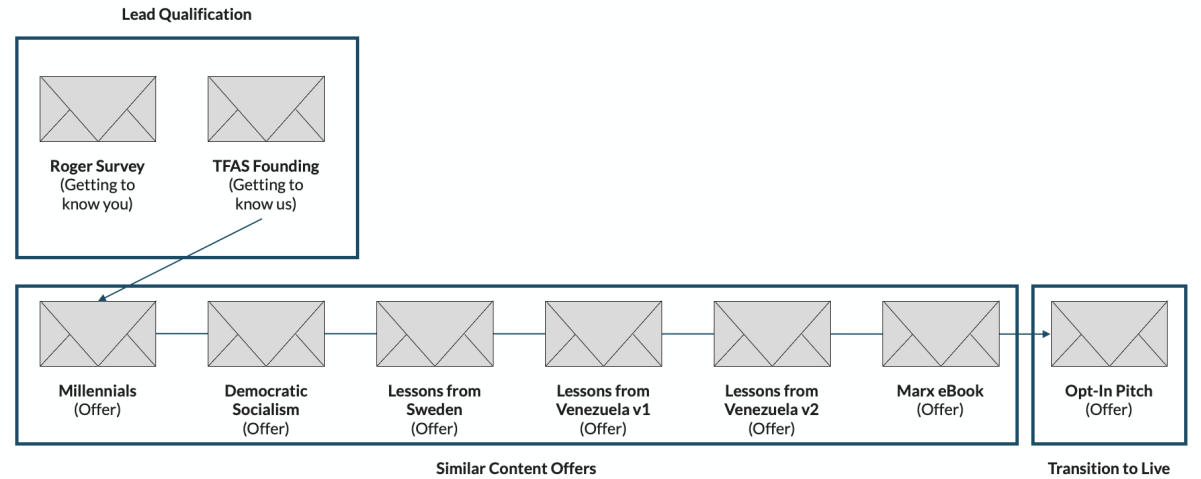 Lead Qualification
Roger Survey
(Getting to
know you)
TFAS Founding
(Getting to
know us)
Millennials
(Offer)
Democratic
Socialism
(Offer)
Lessons from
Sweden
(Offer)
Lessons from
Venezuela v1
(Offer)
Lessons from
Venezuela v2
(Offer)
Marx eBook
(Offer)
Opt-In Pitch
(Offer)
Similar Content Offers
Transition to Live